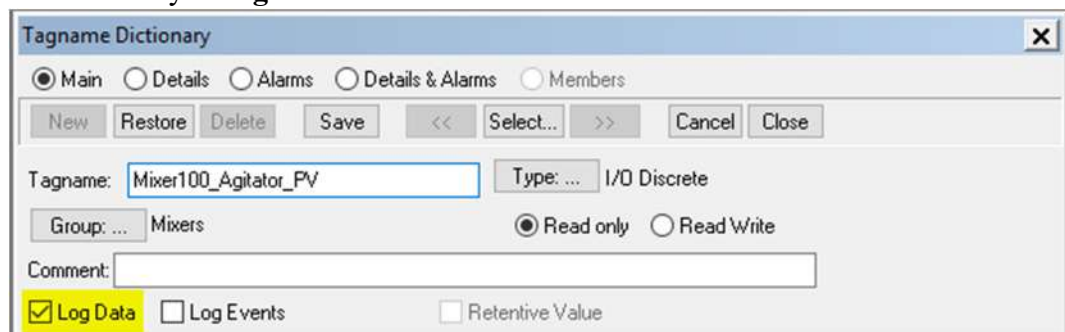 Tagname Dictionary
Main Details Alarms Details & Alarms Members
New Restore Delete Save << Select... >> Cancel Close
Tagname: Mixer100_Agitator_PV Type: ... I/O Discrete
Group: ... Mixers Read only Read Write
Comment:
Log Data Log Events Retentive Value